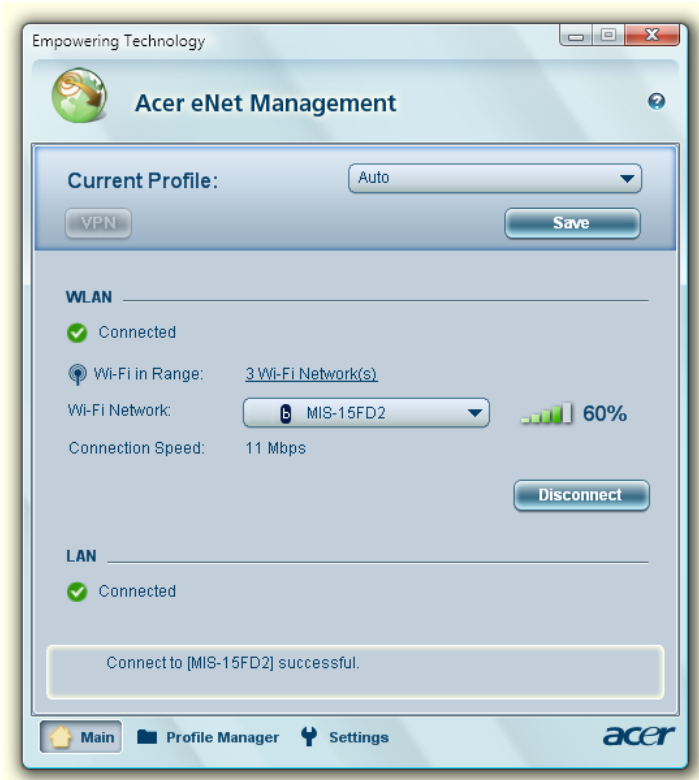 Empowering Technology
Acer eNet Management
Current Profile:
Auto
VPN
Save
WLAN
Connected
Wi-Fi in Range: 3 Wi-Fi Network(s)
Wi-Fi Network: b MIS-15FD2 60%
Connection Speed: 11 Mbps
Disconnect
LAN
Connected
Connect to [MIS-15FD2] successful.
Main Profile Manager Settings acer